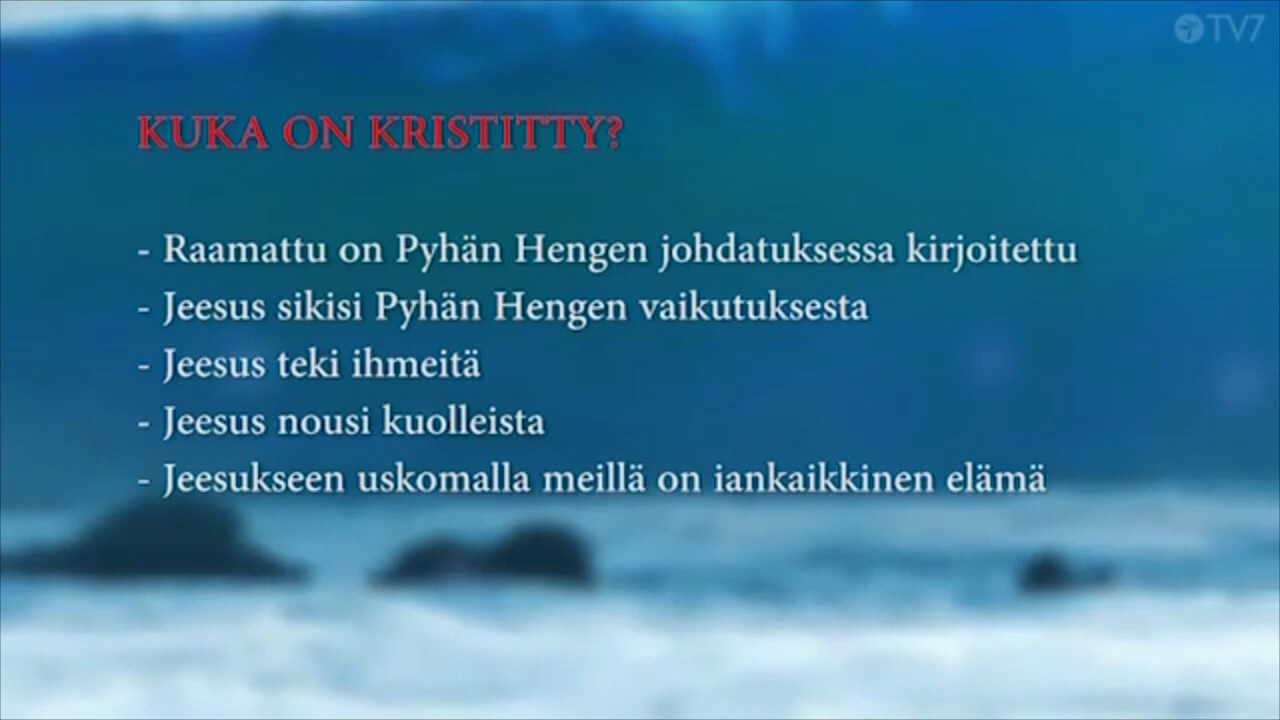 TV7
KUKA ON KRISTITTY?
- Raamattu on Pyhän Hengen johdatuksessa kirjoitettu
- Jeesus sikisi Pyhän Hengen vaikutuksesta
- Jeesus teki ihmeitä
- Jeesus nousi kuolleista
- Jeesukseen uskomalla meillä on iankaikkinen elämä